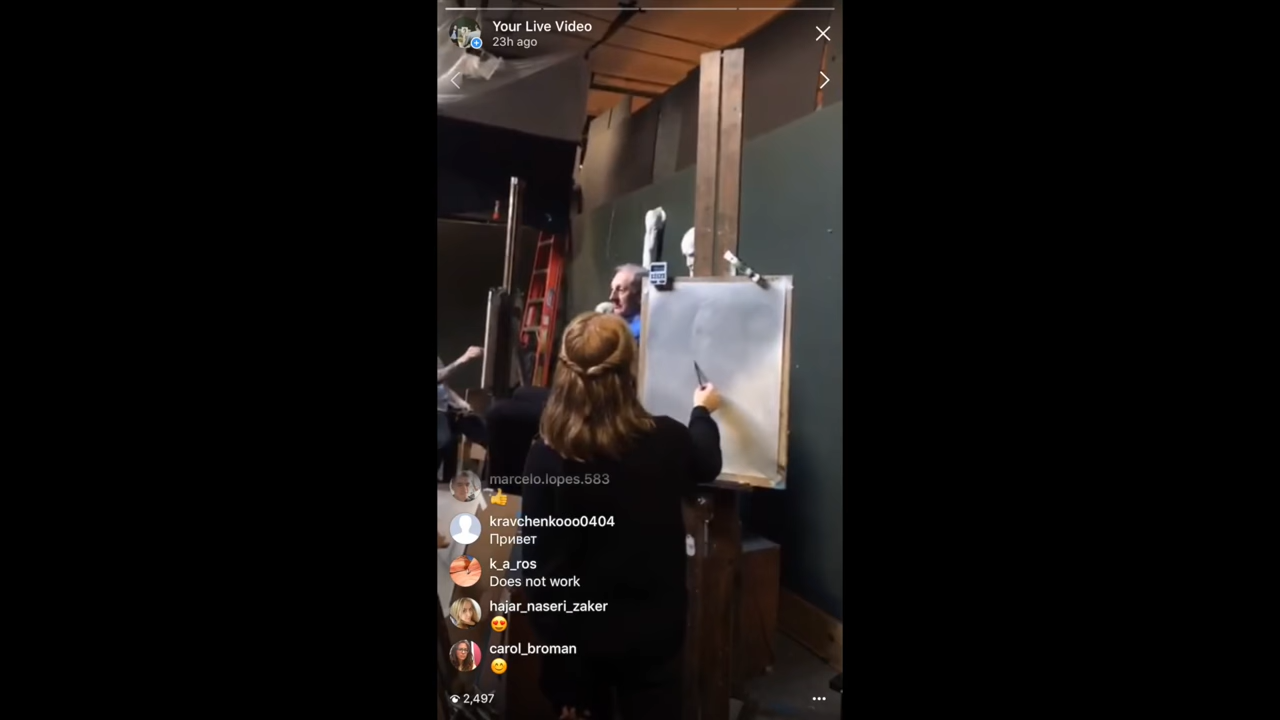 Your Live Video
23h ago
marcelo.lopes.583
👍
kravchenkooo0404
Привет
k_a_ros
Does not work
hajar_naseri_zaker
😍
carol_broman
😊
2,497